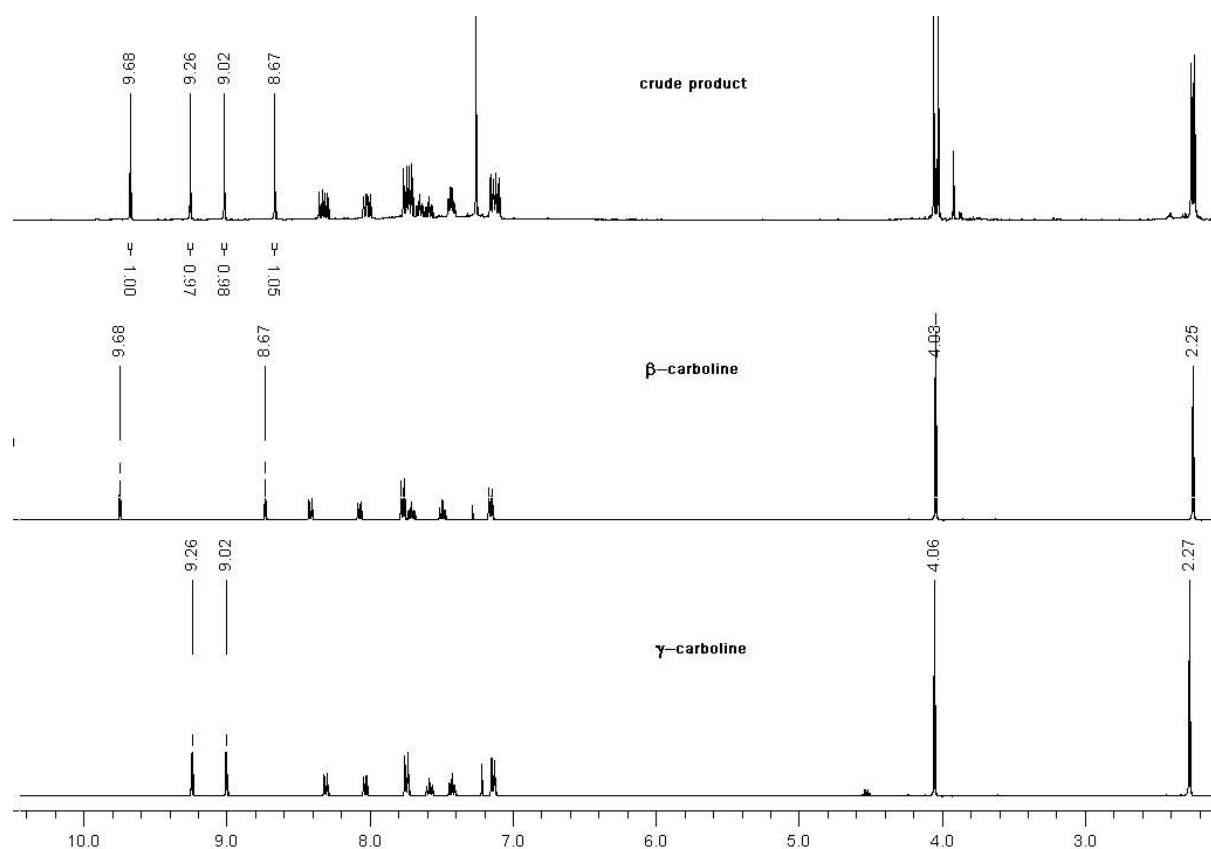 9.68 9.26 9.02 8.67
crude product
1.00 0.97 0.98 1.05
9.68 8.67 4.03 2.25
β-carboline
9.26 9.02 4.06 2.27
γ-carboline
10.0 9.0 8.0 7.0 6.0 5.0 4.0 3.0